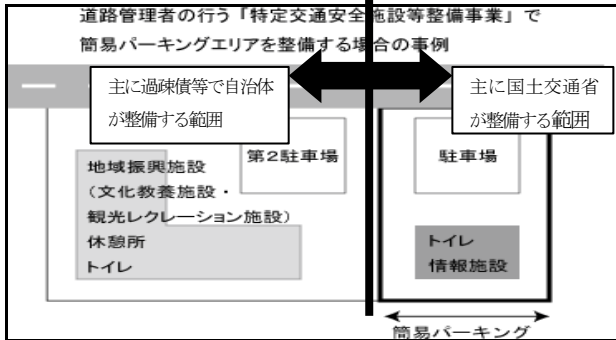 道路管理者の行う「特定交通安全施設等整備事業」で
簡易パーキングエリアを整備する場合の事例
主に過疎債等で自治体
が整備する範囲
主に国土交通省
が整備する範囲
地域振興施設
（文化教養施設・
観光レクレーション施設）
休憩所
トイレ
第2駐車場
駐車場
トイレ
情報施設
簡易パーキング